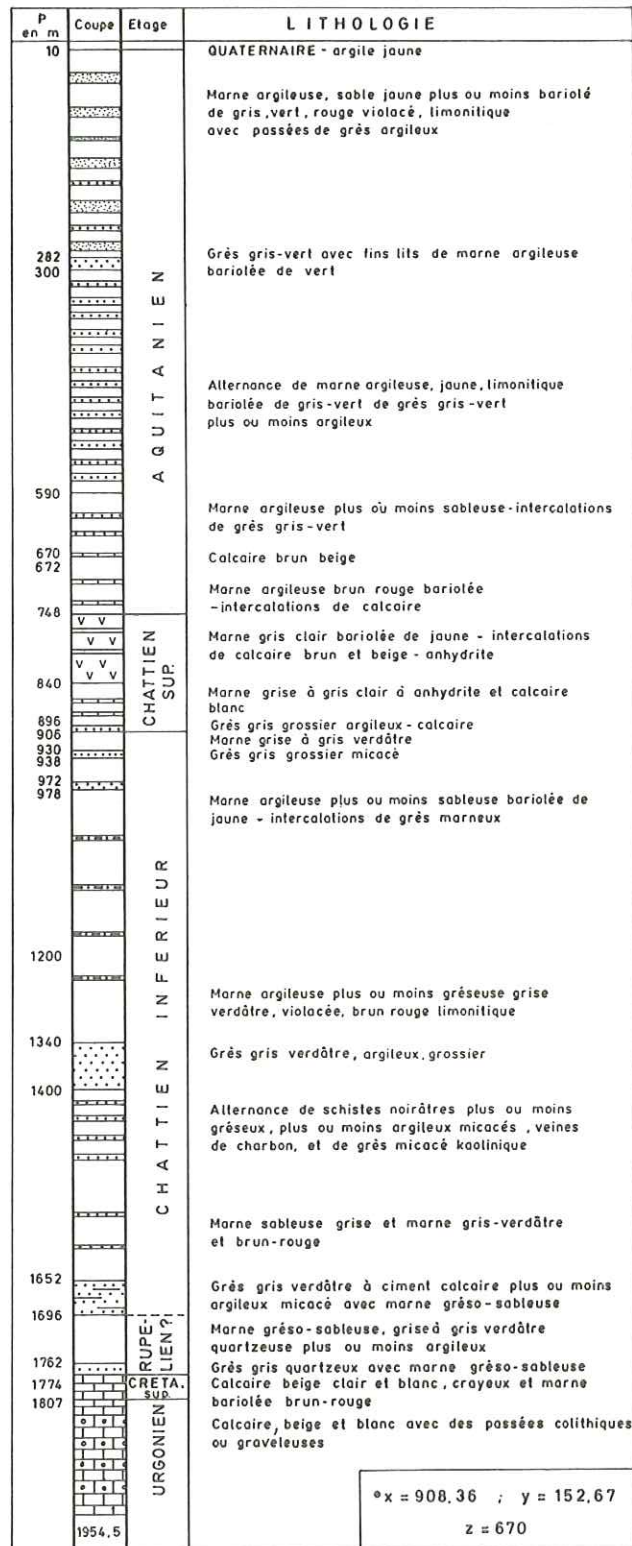 P en m Coupe Etage LITHOLOGIE
10 QUATERNAIRE - argile jaune
Marne argileuse, sable jaune plus ou moins bariolé
de gris, vert, rouge violacé, limonitique
avec passées de grès argileux
282 Grès gris-vert avec fins lits de marne argileuse
300 bariolée de vert
AQUITANIEN
Alternance de marne argileuse, jaune, limonitique
bariolée de gris-vert de grès gris-vert
plus ou moins argileux
590
Marne argileuse plus où moins sableuse-intercalations
de grès gris-vert
670 Calcaire brun beige
672
Marne argileuse brun rouge bariolée
-intercalations de calcaire
748
v v
CHATTIEN SUP.
v v Marne gris clair bariolée de jaune - intercalations
de calcaire brun et beige - anhydrite
v v
v
840
Marne grise à gris clair à anhydrite et calcaire
blanc
896 Grés gris grossier argileux - calcaire
906 Marne grise à gris verdâtre
930 Grès gris grossier micacé
938
972
978
Marne argileuse plus ou moins sableuse bariolée de
jaune - intercalations de grès marneux
CHATTIEN INFERIEUR
1200
Marne argileuse plus ou moins gréseuse grise
verdâtre, violacée, brun rouge limonitique
1340
Grès gris verdâtre, argileux, grossier
1400
Alternance de schistes noirâtres plus ou moins
gréseux, plus ou moins argileux micacés, veines
de charbon, et de grès micacé kaolinique
Marne sableuse grise et marne gris-verdâtre
et brun-rouge
1652 Grès gris verdâtre à ciment calcaire plus ou moins
argileux micacé avec marne gréso-sableuse
1696
RUPE-LIEN?
Marne gréso-sableuse, grise à gris verdâtre
quartzeuse plus ou moins argileux
1762 Grès gris quartzeux avec marne gréso-sableuse
1774 CRETA. SUP. Calcaire beige clair et blanc, crayeux et marne
1807 bariolée brun-rouge
URGONIEN
Calcaire, beige et blanc avec des passées colithiques
ou graveleuses
1954,5
x = 908,36 ; y = 152,67
z = 670